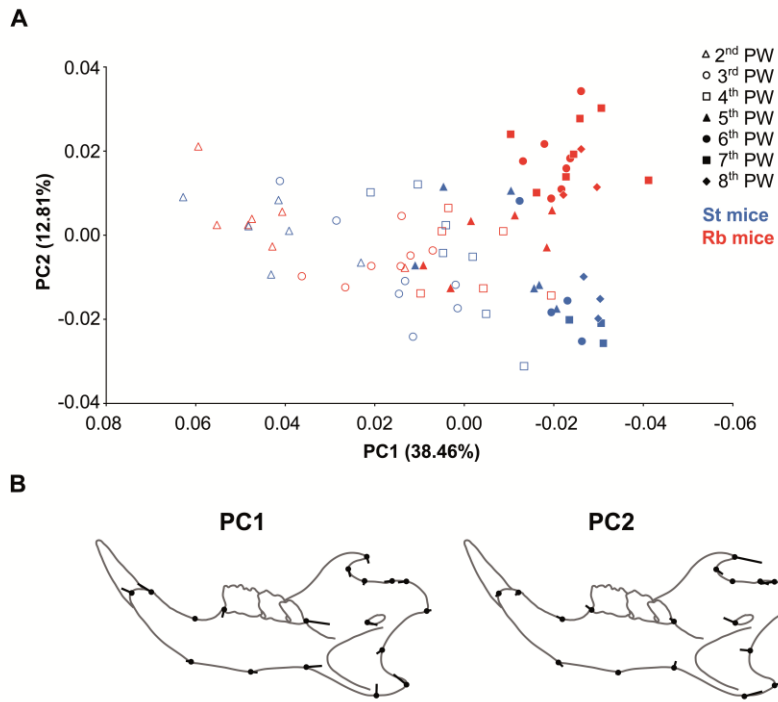 A
0.04
0.02
0.00
-0.02
-0.04
PC2 (12.81%)
0.08
0.06
0.04
0.02
0.00
-0.02
-0.04
-0.06
PC1 (38.46%)
2nd PW
3rd PW
4th PW
5th PW
6th PW
7th PW
8th PW
St mice
Rb mice
B
PC1
PC2